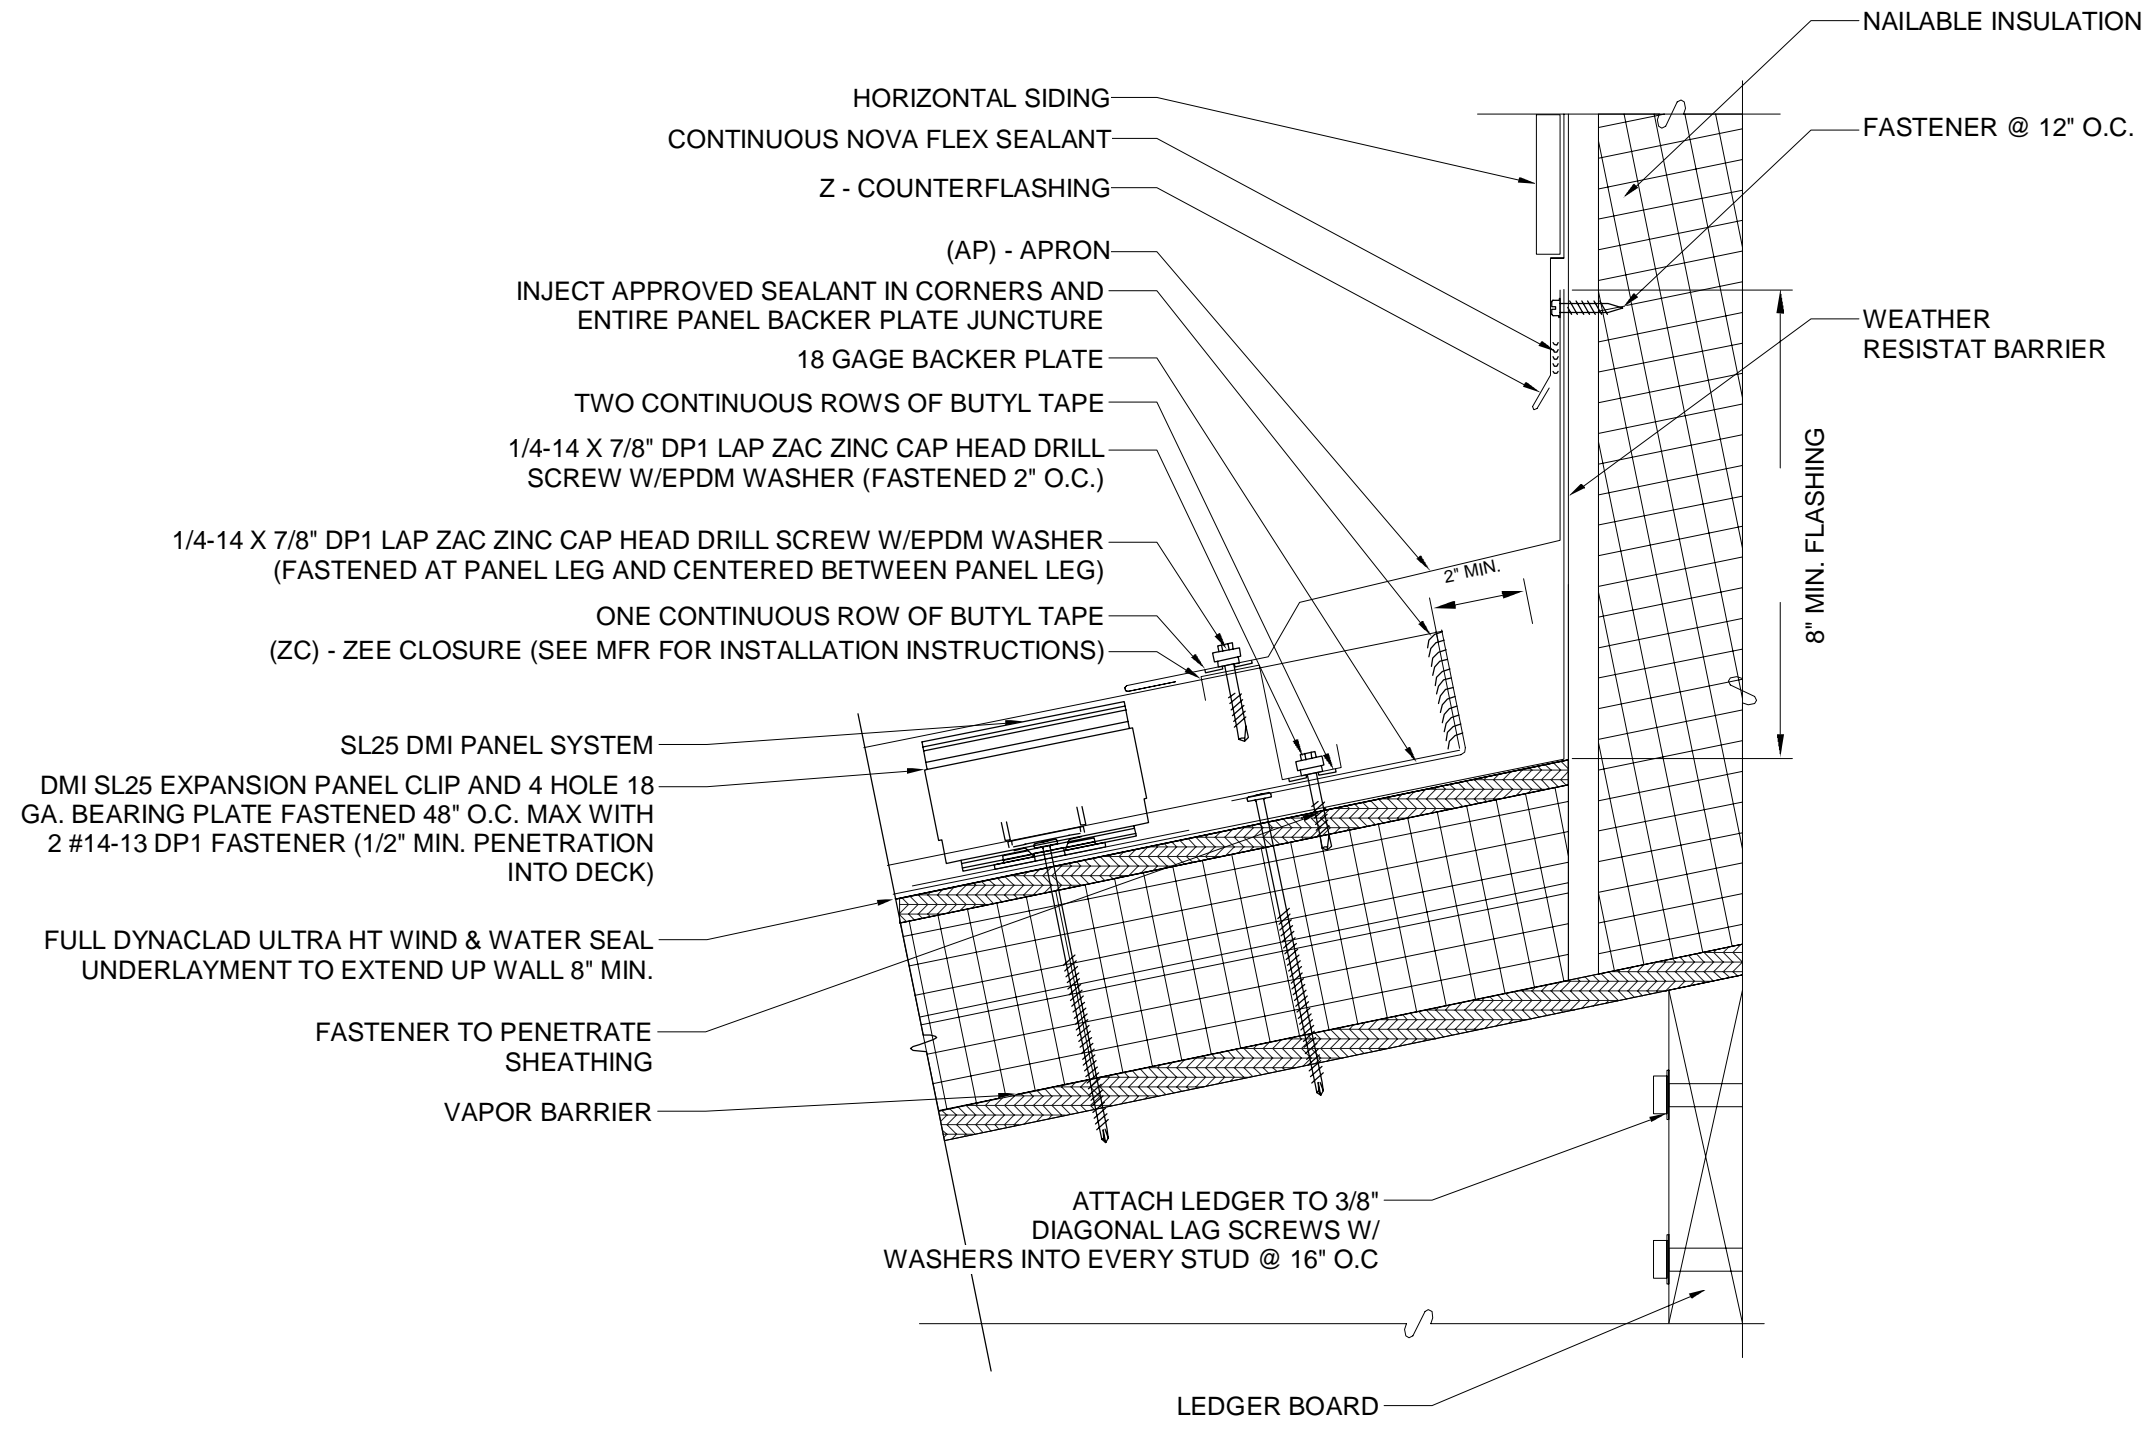 NAILABLE INSULATION
HORIZONTAL SIDING
CONTINUOUS NOVA FLEX SEALANT
FASTENER @ 12" O.C.
Z - COUNTERFLASHING
(AP) - APRON
INJECT APPROVED SEALANT IN CORNERS AND
ENTIRE PANEL BACKER PLATE JUNCTURE
WEATHER
RESISTAT BARRIER
18 GAGE BACKER PLATE
TWO CONTINUOUS ROWS OF BUTYL TAPE
1/4-14 X 7/8" DP1 LAP ZAC ZINC CAP HEAD DRILL
SCREW W/EPDM WASHER (FASTENED 2" O.C.)
8" MIN. FLASHING
1/4-14 X 7/8" DP1 LAP ZAC ZINC CAP HEAD DRILL SCREW W/EPDM WASHER
(FASTENED AT PANEL LEG AND CENTERED BETWEEN PANEL LEG)
2" MIN.
ONE CONTINUOUS ROW OF BUTYL TAPE
(ZC) - ZEE CLOSURE (SEE MFR FOR INSTALLATION INSTRUCTIONS)
SL25 DMI PANEL SYSTEM
DMI SL25 EXPANSION PANEL CLIP AND 4 HOLE 18
GA. BEARING PLATE FASTENED 48" O.C. MAX WITH
2 #14-13 DP1 FASTENER (1/2" MIN. PENETRATION
INTO DECK)
FULL DYNACLAD ULTRA HT WIND & WATER SEAL
UNDERLAYMENT TO EXTEND UP WALL 8" MIN.
FASTENER TO PENETRATE
SHEATHING
VAPOR BARRIER
ATTACH LEDGER TO 3/8"
DIAGONAL LAG SCREWS W/
WASHERS INTO EVERY STUD @ 16" O.C
LEDGER BOARD